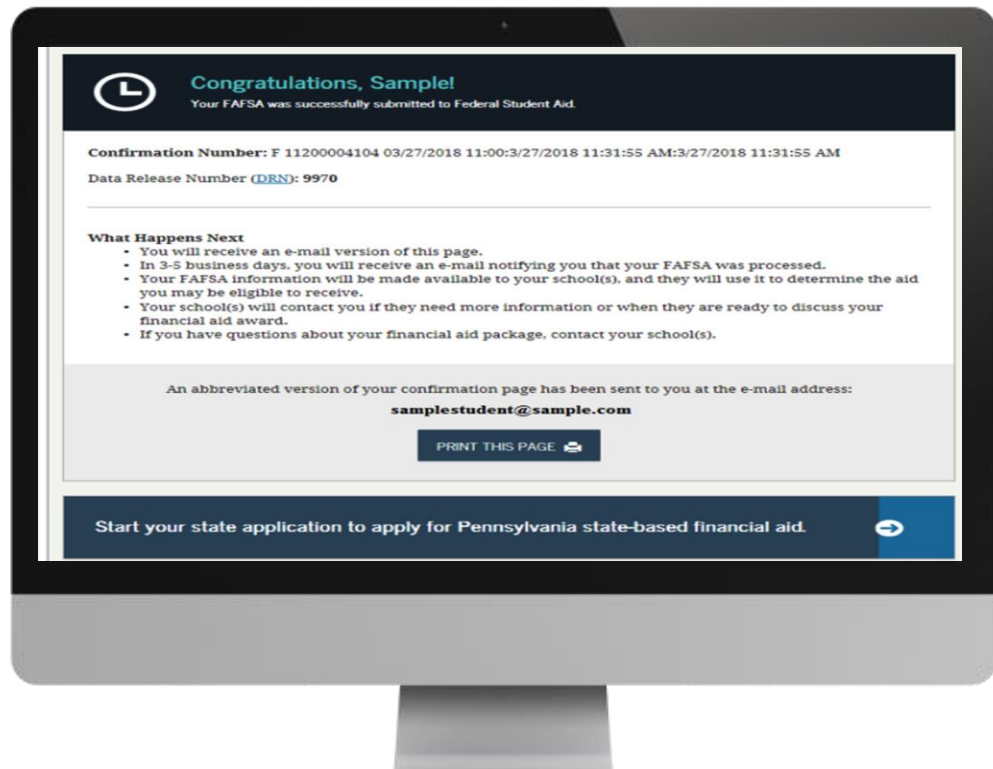 Congratulations, Sample!
Your FAFSA was successfully submitted to Federal Student Aid.
Confirmation Number: F 11200004104 03/27/2018 11:00:3/27/2018 11:31:55 AM:3/27/2018 11:31:55 AM
Data Release Number (DRN): 9970
What Happens Next
• You will receive an e-mail version of this page.
• In 3-5 business days, you will receive an e-mail notifying you that your FAFSA was processed.
• Your FAFSA information will be made available to your school(s), and they will use it to determine the aid
you may be eligible to receive.
• Your school(s) will contact you if they need more information or when they are ready to discuss your
financial aid award.
• If you have questions about your financial aid package, contact your school(s).
An abbreviated version of your confirmation page has been sent to you at the e-mail address:
samplestudent@sample.com
PRINT THIS PAGE
Start your state application to apply for Pennsylvania state-based financial aid.